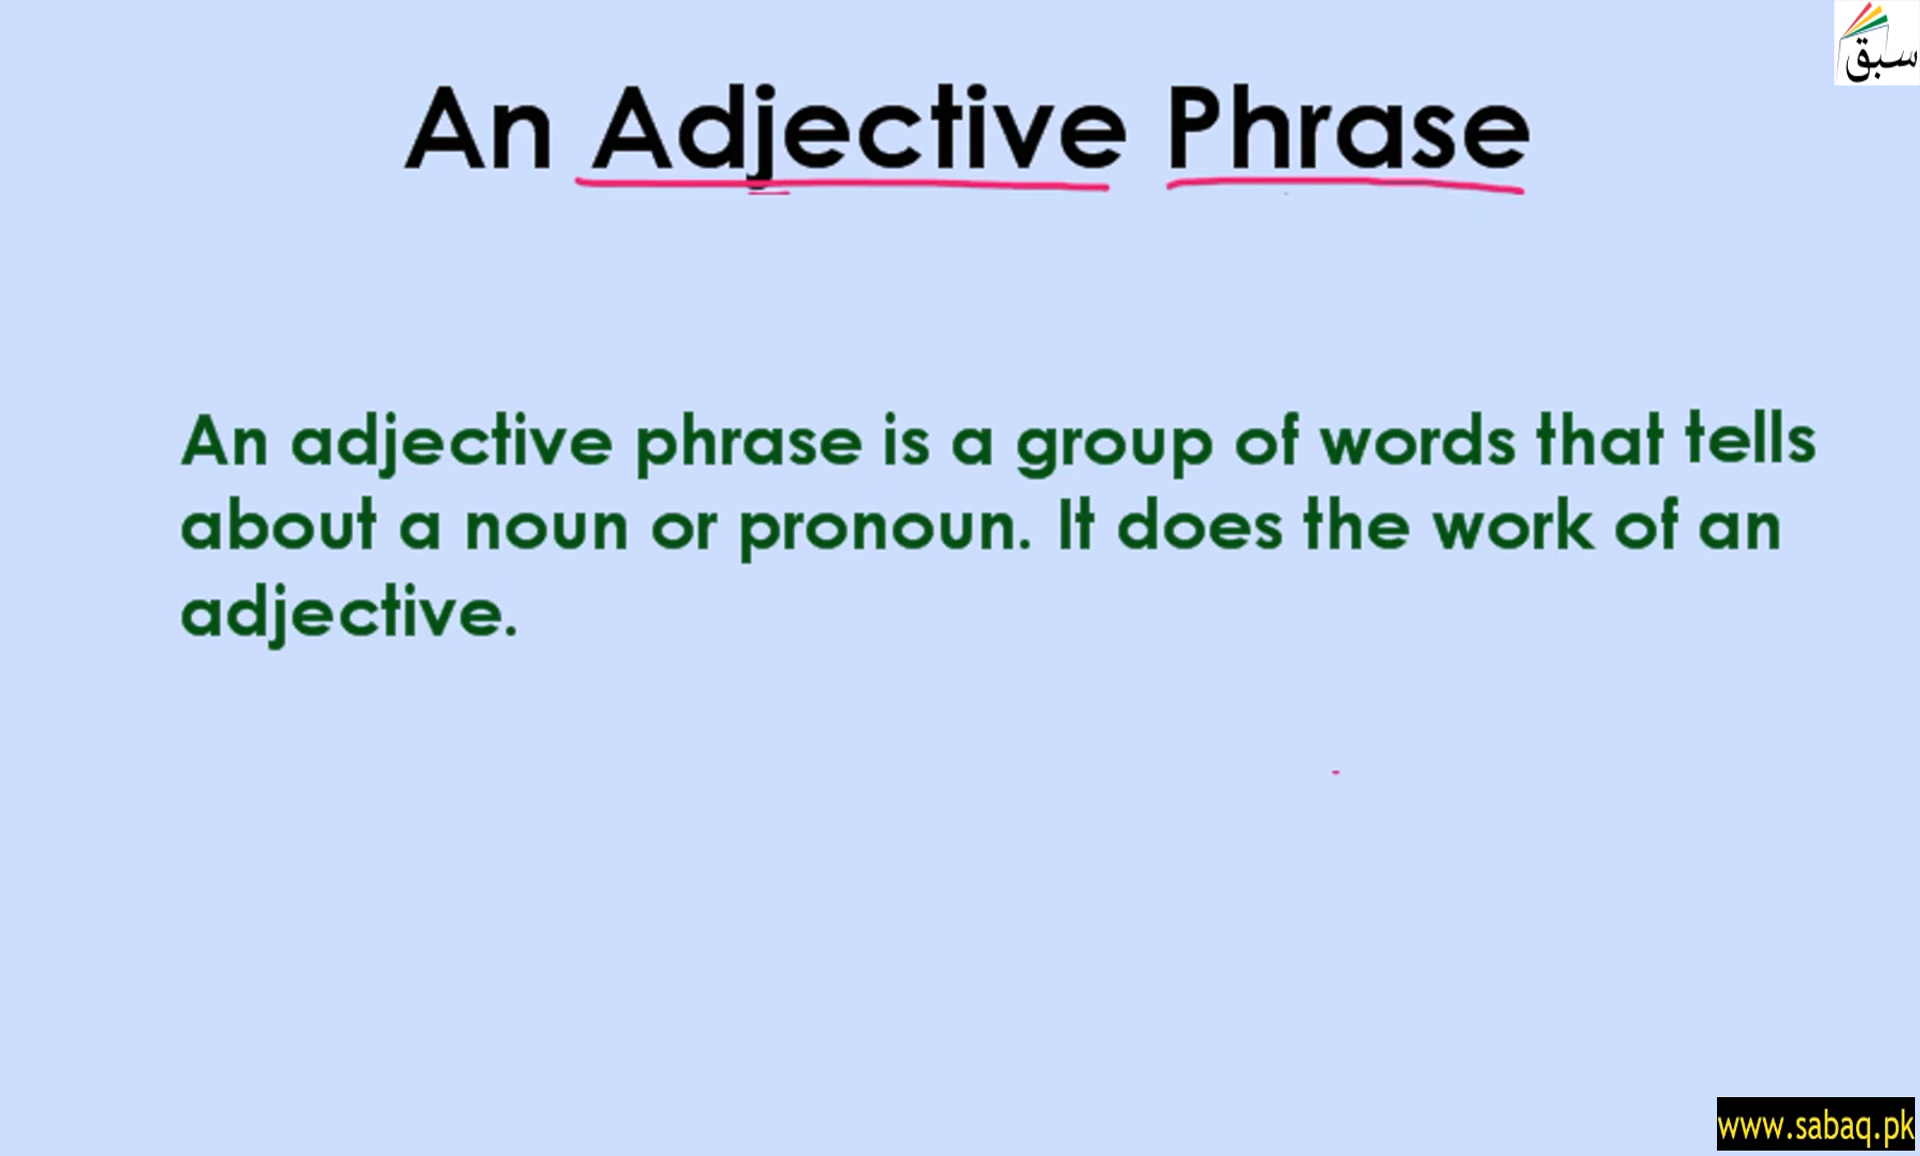 سبق
An Adjective Phrase
An adjective phrase is a group of words that tells
about a noun or pronoun. It does the work of an
adjective.
www.sabaq.pk